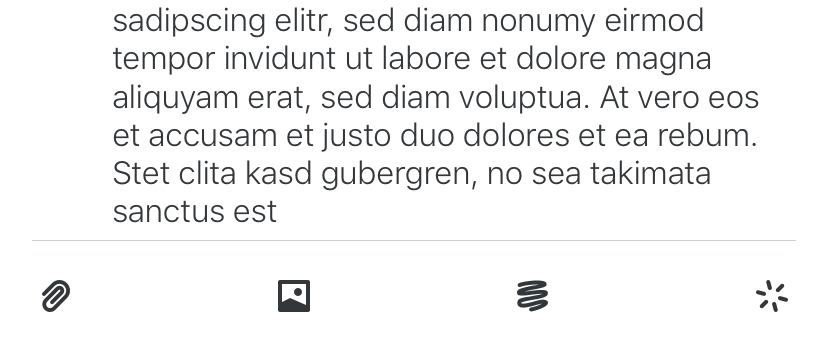 sadipscing elitr, sed diam nonumy eirmod
tempor invidunt ut labore et dolore magna
aliquyam erat, sed diam voluptua. At vero eos
et accusam et justo duo dolores et ea rebum.
Stet clita kasd gubergren, no sea takimata
sanctus est